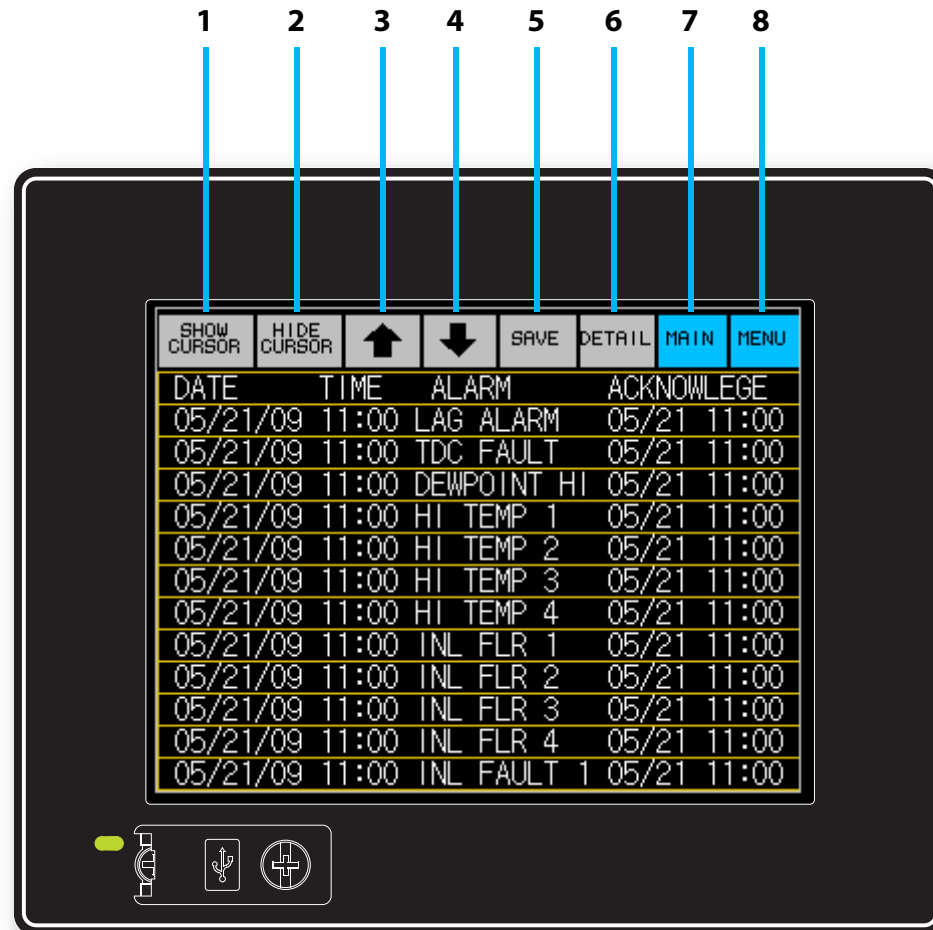 1 2 3 4 5 6 7 8
SHOW CURSOR HIDE CURSOR SAVE DETAIL MAIN MENU
DATE TIME ALARM ACKNOWLEGE
05/21/09 11:00 LAG ALARM 05/21 11:00
05/21/09 11:00 TDC FAULT 05/21 11:00
05/21/09 11:00 DEWPOINT HI 05/21 11:00
05/21/09 11:00 HI TEMP 1 05/21 11:00
05/21/09 11:00 HI TEMP 2 05/21 11:00
05/21/09 11:00 HI TEMP 3 05/21 11:00
05/21/09 11:00 HI TEMP 4 05/21 11:00
05/21/09 11:00 INL FLR 1 05/21 11:00
05/21/09 11:00 INL FLR 2 05/21 11:00
05/21/09 11:00 INL FLR 3 05/21 11:00
05/21/09 11:00 INL FLR 4 05/21 11:00
05/21/09 11:00 INL FAULT 1 05/21 11:00